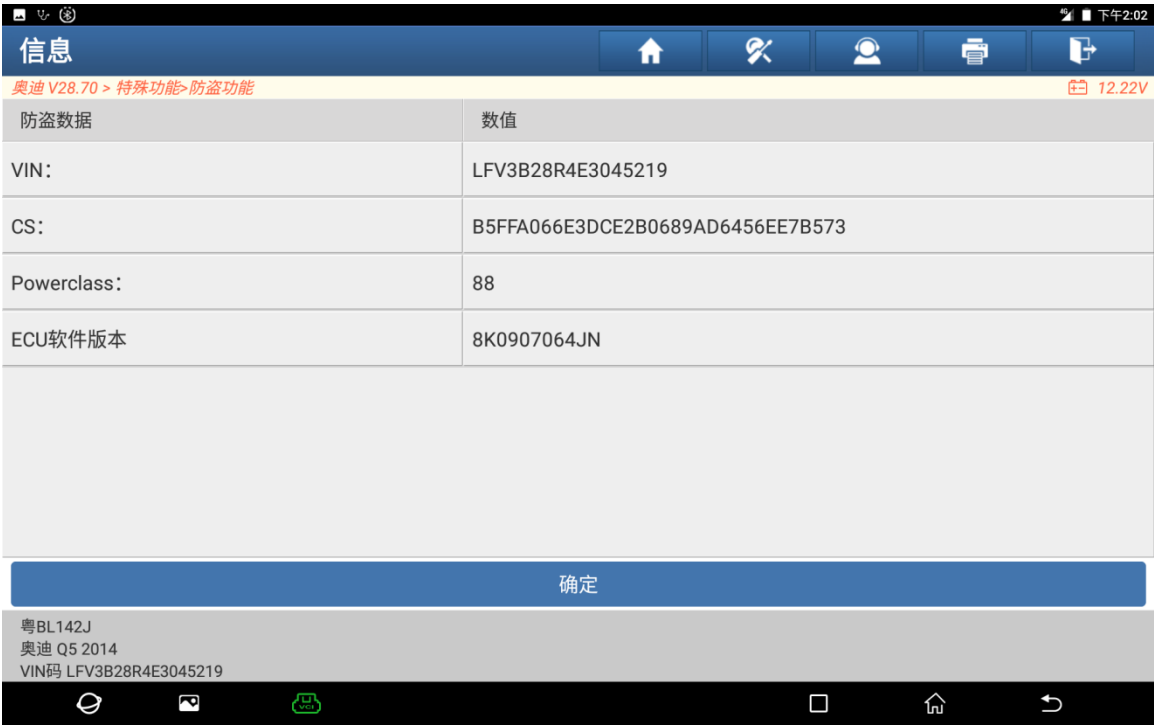 下午2:02
信息
奥迪 V28.70 > 特殊功能>防盗功能
12.22V
防盗数据 数值
VIN： LFV3B28R4E3045219
CS： B5FFA066E3DCE2B0689AD6456EE7B573
Powerclass： 88
ECU软件版本 8K0907064JN
确定
粤BL142J
奥迪 Q5 2014
VIN码 LFV3B28R4E3045219
VCI